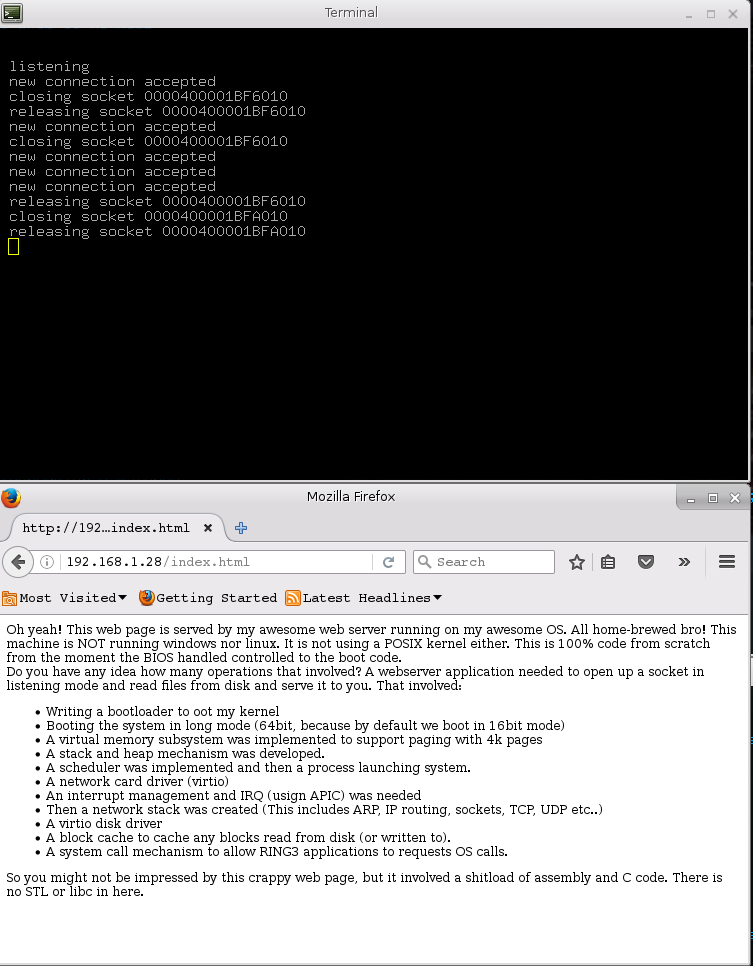 Terminal
listening
new connection accepted
closing socket 0000400001BF6010
releasing socket 0000400001BF6010
new connection accepted
closing socket 0000400001BF6010
new connection accepted
new connection accepted
new connection accepted
releasing socket 0000400001BF6010
closing socket 0000400001BFA010
releasing socket 0000400001BFA010
Mozilla Firefox
http://192…index.html
192.168.1.28/index.html
Search
Most Visited
Getting Started
Latest Headlines
Oh yeah! This web page is served by my awesome web server running on my awesome OS. All home-brewed bro! This
machine is NOT running windows nor linux. It is not using a POSIX kernel either. This is 100% code from scratch
from the moment the BIOS handled controlled to the boot code.
Do you have any idea how many operations that involved? A webserver application needed to open up a socket in
listening mode and read files from disk and serve it to you. That involved:
• Writing a bootloader to oot my kernel
• Booting the system in long mode (64bit, because by default we boot in 16bit mode)
• A virtual memory subsystem was implemented to support paging with 4k pages
• A stack and heap mechanism was developed.
• A scheduler was implemented and then a process launching system.
• A network card driver (virtio)
• An interrupt management and IRQ (usign APIC) was needed
• Then a network stack was created (This includes ARP, IP routing, sockets, TCP, UDP etc..)
• A virtio disk driver
• A block cache to cache any blocks read from disk (or written to).
• A system call mechanism to allow RING3 applications to requests OS calls.
So you might not be impressed by this crappy web page, but it involved a shitload of assembly and C code. There is
no STL or libc in here.